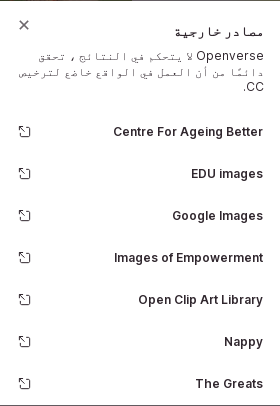 مصادر خارجية
Openverse لا يتحكم في النتائج ، تحقق
دائمًا من أن العمل في الواقع خاضع لترخيص
CC.
Centre For Ageing Better
EDU images
Google Images
Images of Empowerment
Open Clip Art Library
Nappy
The Greats